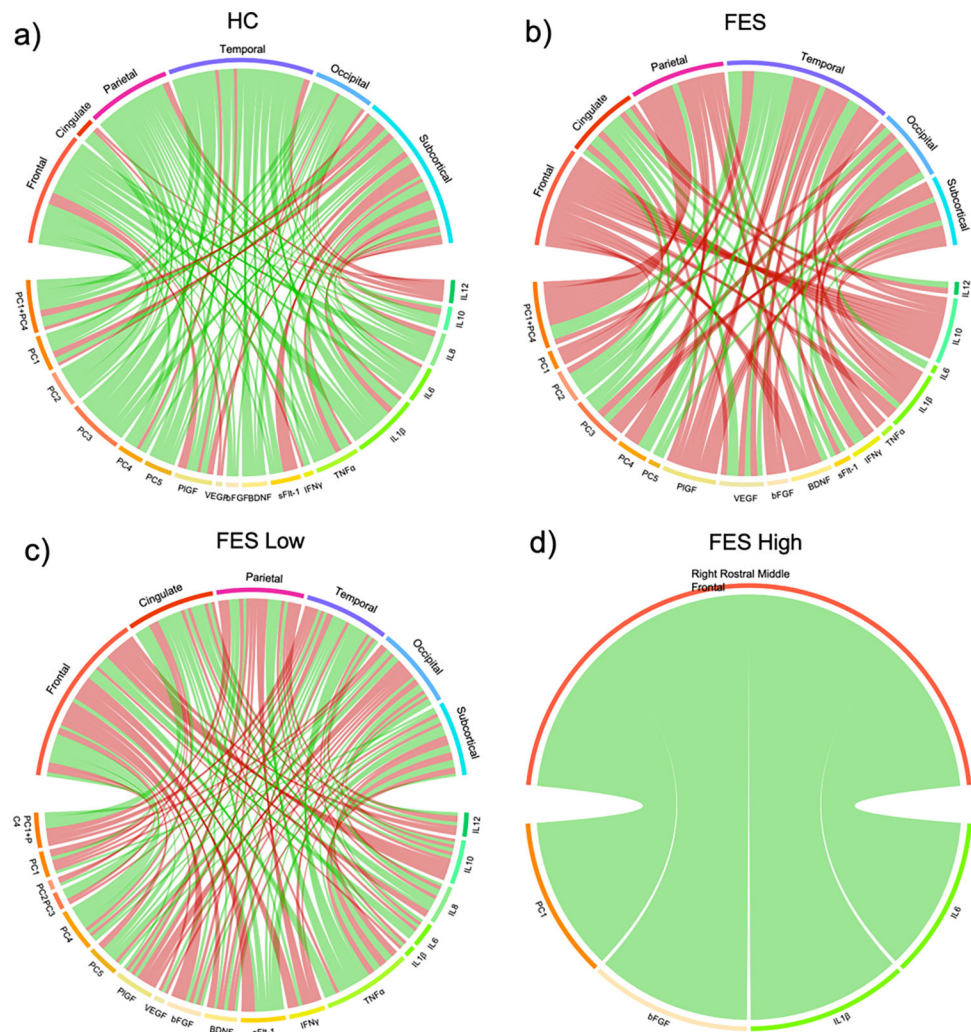 a)
HC
Frontal
Cingulate
Parietal
Temporal
Occipital
Subcortical
IL12
IL10
IL8
IL6
IL1β
TNFα
IFNγ
sFlt-1
BDNF
bFGF
VEGF
PlGF
PC5
PC4
PC3
PC2
PC1
PC1+PC4
b)
FES
Frontal
Cingulate
Parietal
Temporal
Occipital
Subcortical
IL12
IL10
IL6
IL1β
TNFα
IFNγ
sFlt-1
BDNF
bFGF
VEGF
PlGF
PC5
PC4
PC3
PC2
PC1
PC1+PC4
c)
FES Low
Frontal
Cingulate
Parietal
Temporal
Occipital
Subcortical
IL12
IL10
IL8
IL6
IL1β
TNFα
IFNγ
sFlt-1
BDNF
bFGF
VEGF
PlGF
PC5
PC4
PC3
PC2
PC1
PC1+P
C4
d)
FES High
Right Rostral Middle
Frontal
IL6
IL1β
bFGF
PC1